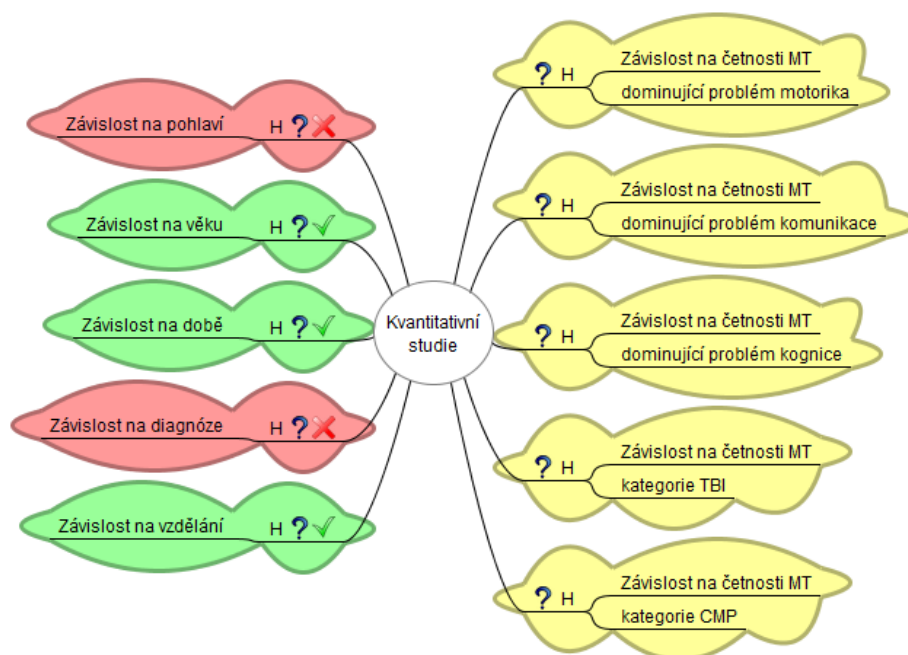 Kvantitativní
studie
Závislost na pohlaví
H
Závislost na věku
H
Závislost na době
H
Závislost na diagnóze
H
Závislost na vzdělání
H
H
Závislost na četnosti MT
dominující problém motorika
H
Závislost na četnosti MT
dominující problém komunikace
H
Závislost na četnosti MT
dominující problém kognice
H
Závislost na četnosti MT
kategorie TBI
H
Závislost na četnosti MT
kategorie CMP